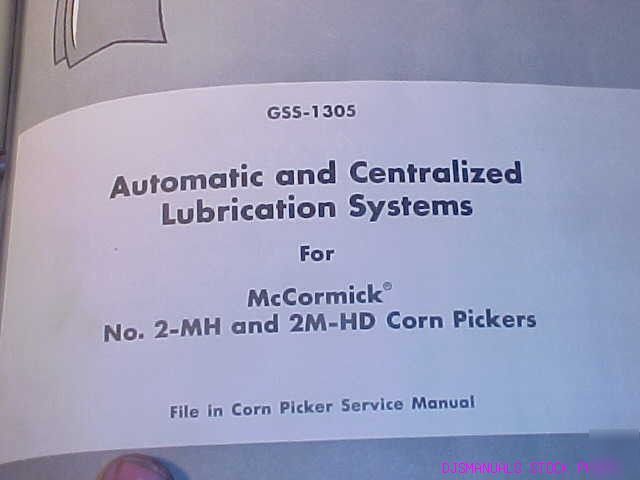 GSS-1305
Automatic and Centralized
Lubrication Systems
For
McCormick®
No. 2-MH and 2M-HD Corn Pickers
File in Corn Picker Service Manual
DJSMANUALS STOCK PHOTO